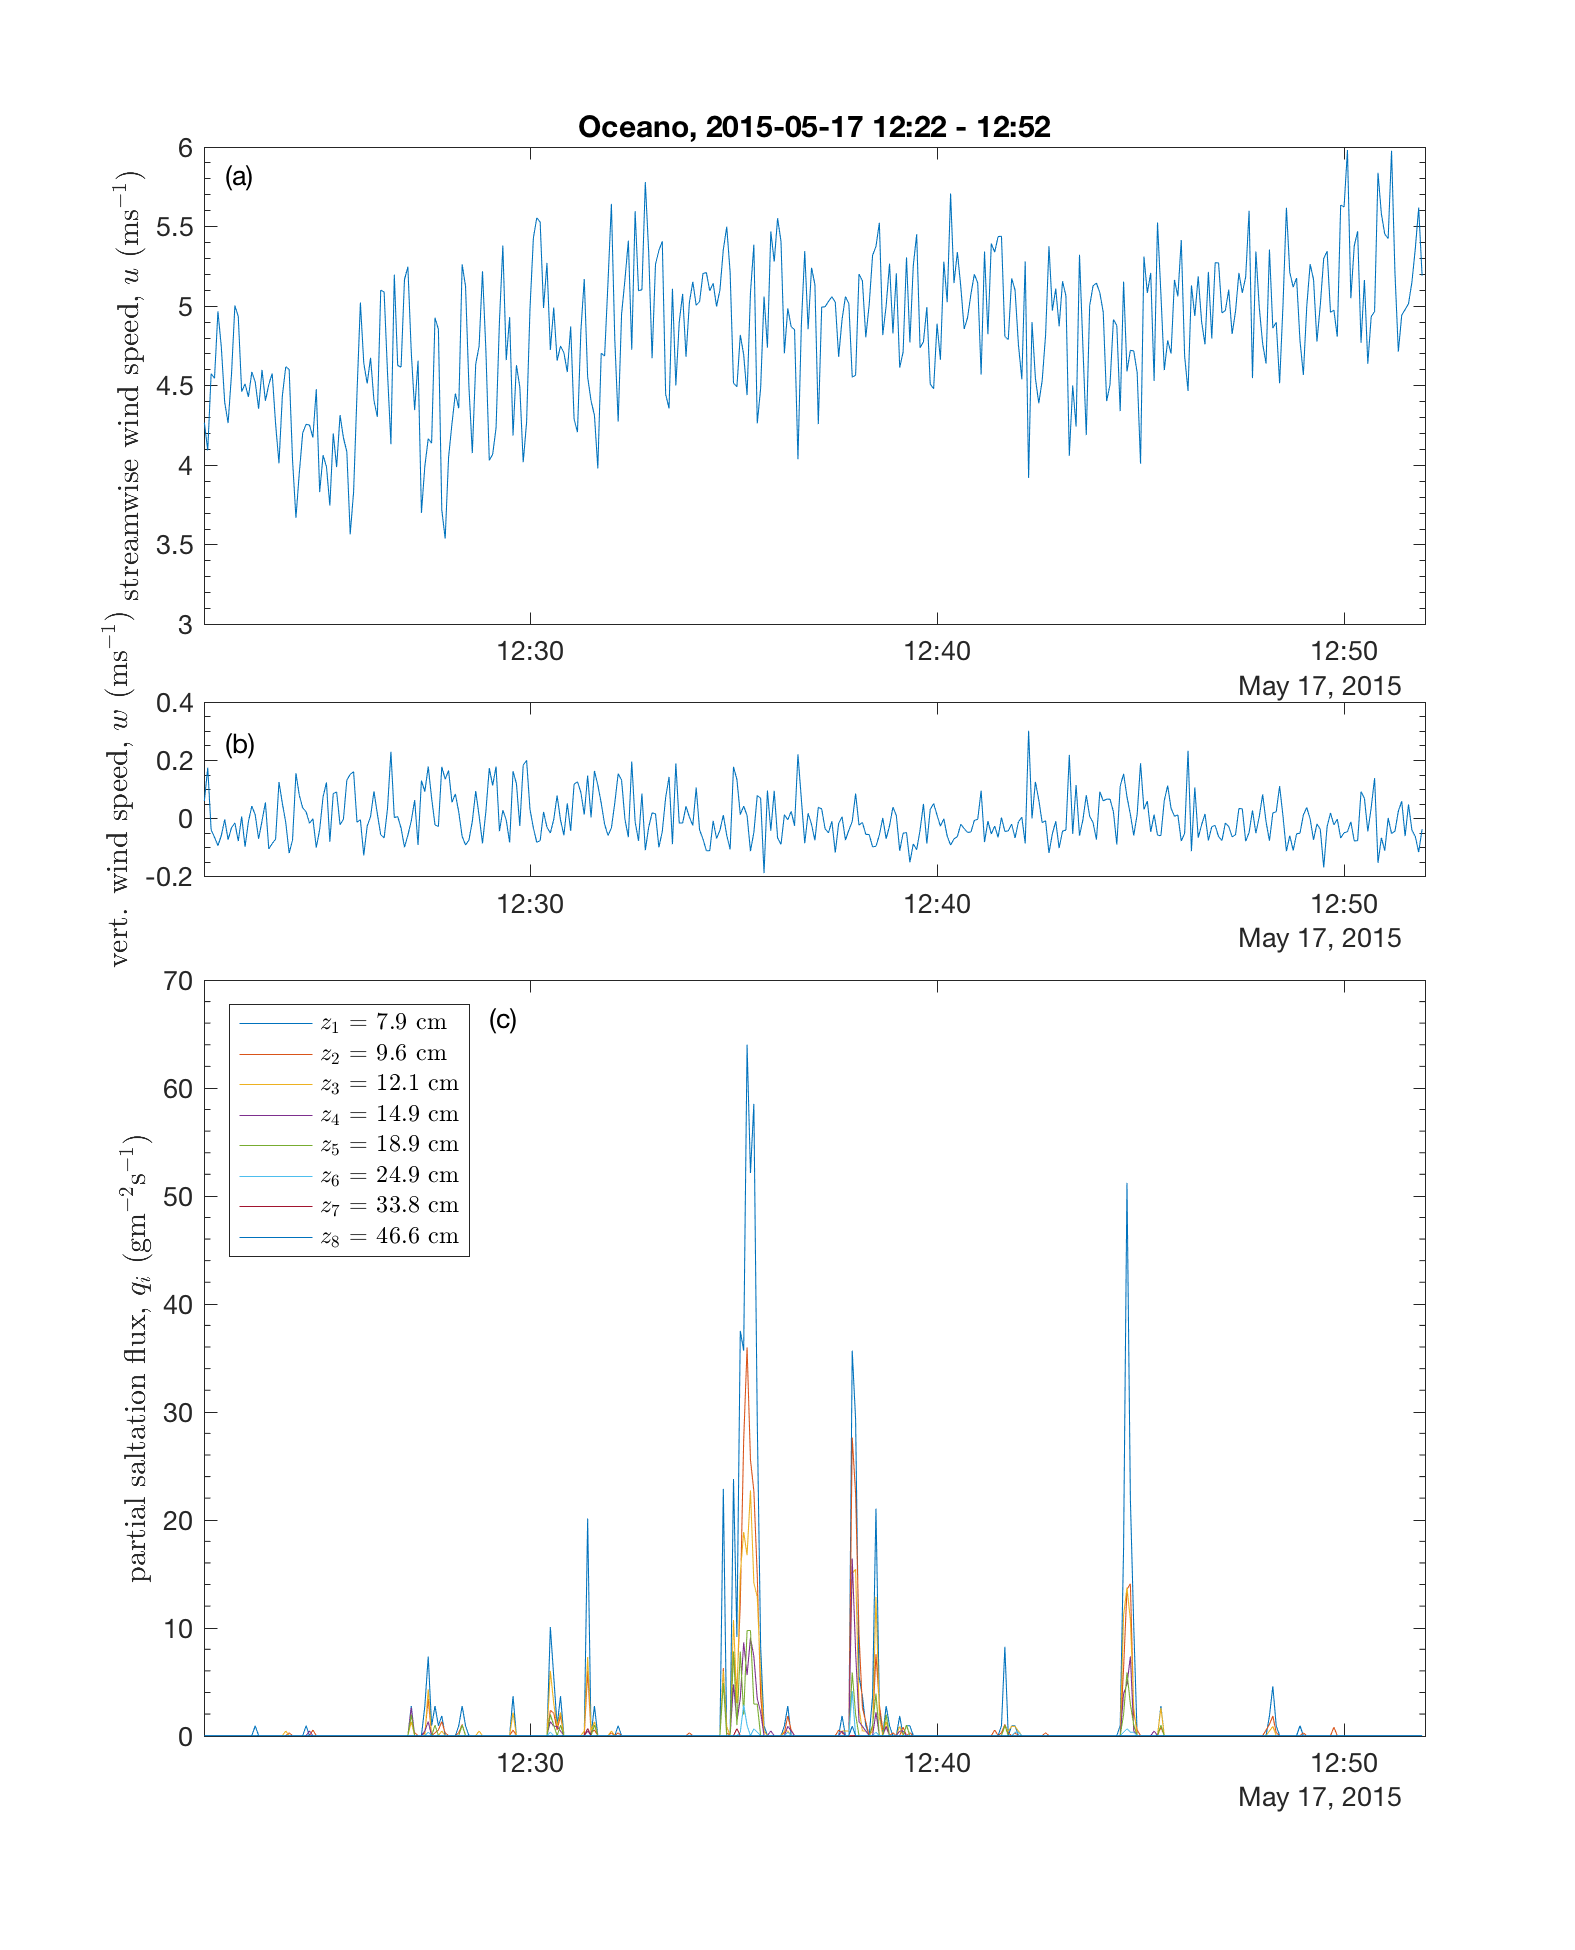 Oceano, 2015-05-17 12:22 - 12:52
(a)
streamwise wind speed, u (ms⁻¹)
6
5.5
5
4.5
4
3.5
3
12:30 12:40 12:50
May 17, 2015
(b)
vert. wind speed, w (ms⁻¹)
0.4
0.2
0
-0.2
12:30 12:40 12:50
May 17, 2015
(c)
partial saltation flux, qᵢ (gm⁻²s⁻¹)
70
60
50
40
30
20
10
0
z₁ = 7.9 cm
z₂ = 9.6 cm
z₃ = 12.1 cm
z₄ = 14.9 cm
z₅ = 18.9 cm
z₆ = 24.9 cm
z₇ = 33.8 cm
z₈ = 46.6 cm
12:30 12:40 12:50
May 17, 2015